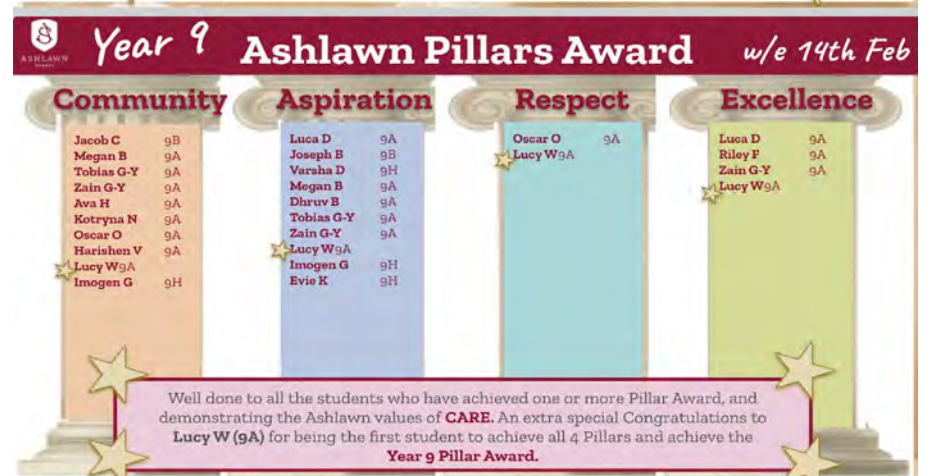 ASHLAWN
Year 9 Ashlawn Pillars Award w/e 14th Feb
Community
Jacob C 9B
Megan B 9A
Tobias G-Y 9A
Zain G-Y 9A
Ava H 9A
Kotryna N 9A
Oscar O 9A
Harishen V 9A
Lucy W9A
Imogen G 9H
Aspiration
Luca D 9A
Joseph B 9B
Varsha D 9H
Megan B 9A
Dhruv B 9A
Tobias G-Y 9A
Zain G-Y 9A
Lucy W9A
Imogen G 9H
Evie K 9H
Respect
Oscar O 9A
Lucy W9A
Excellence
Luca D 9A
Riley F 9A
Zain G-Y 9A
Lucy W9A
Well done to all the students who have achieved one or more Pillar Award, and
demonstrating the Ashlawn values of CARE. An extra special Congratulations to
Lucy W (9A) for being the first student to achieve all 4 Pillars and achieve the
Year 9 Pillar Award.